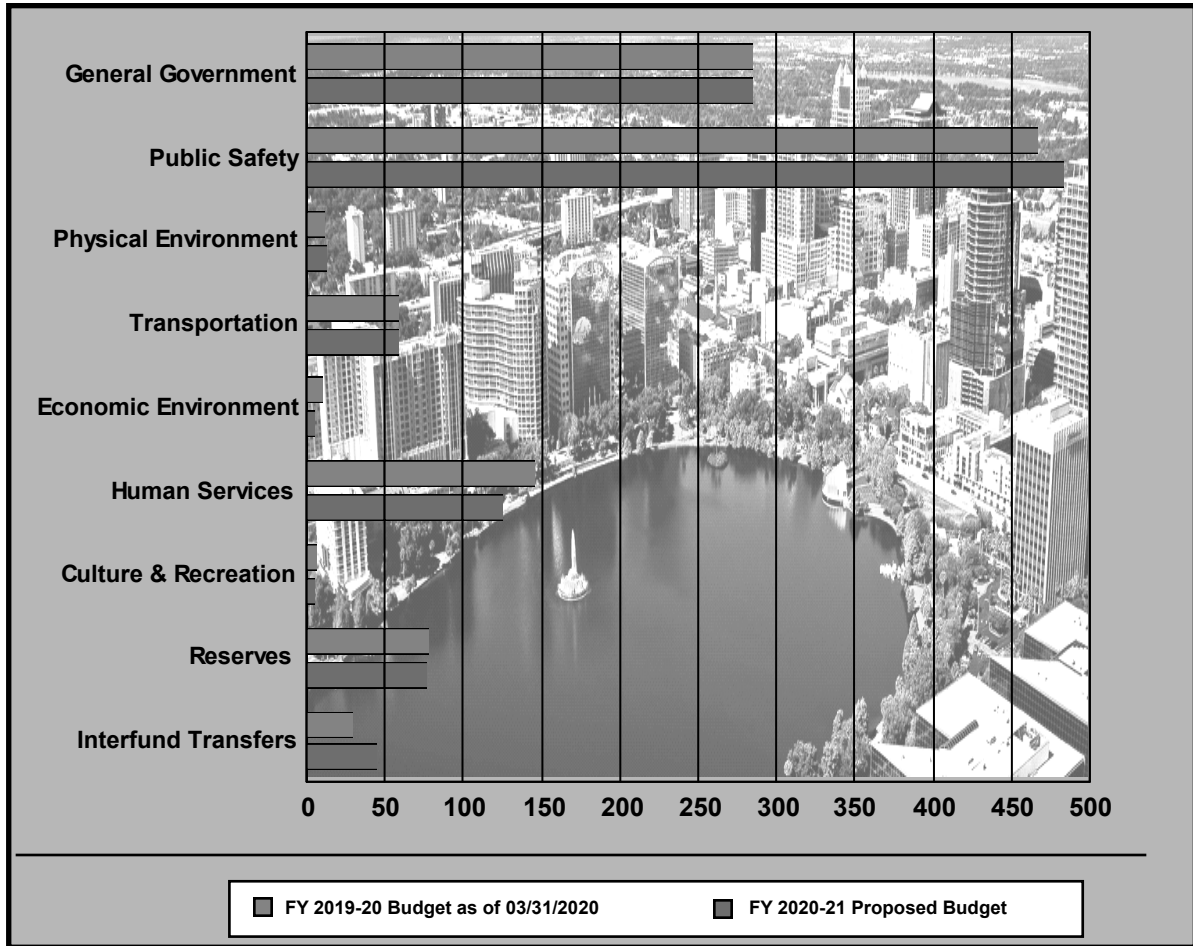 General Government
Public Safety
Physical Environment
Transportation
Economic Environment
Human Services
Culture & Recreation
Reserves
Interfund Transfers
0 50 100 150 200 250 300 350 400 450 500
FY 2019-20 Budget as of 03/31/2020 FY 2020-21 Proposed Budget